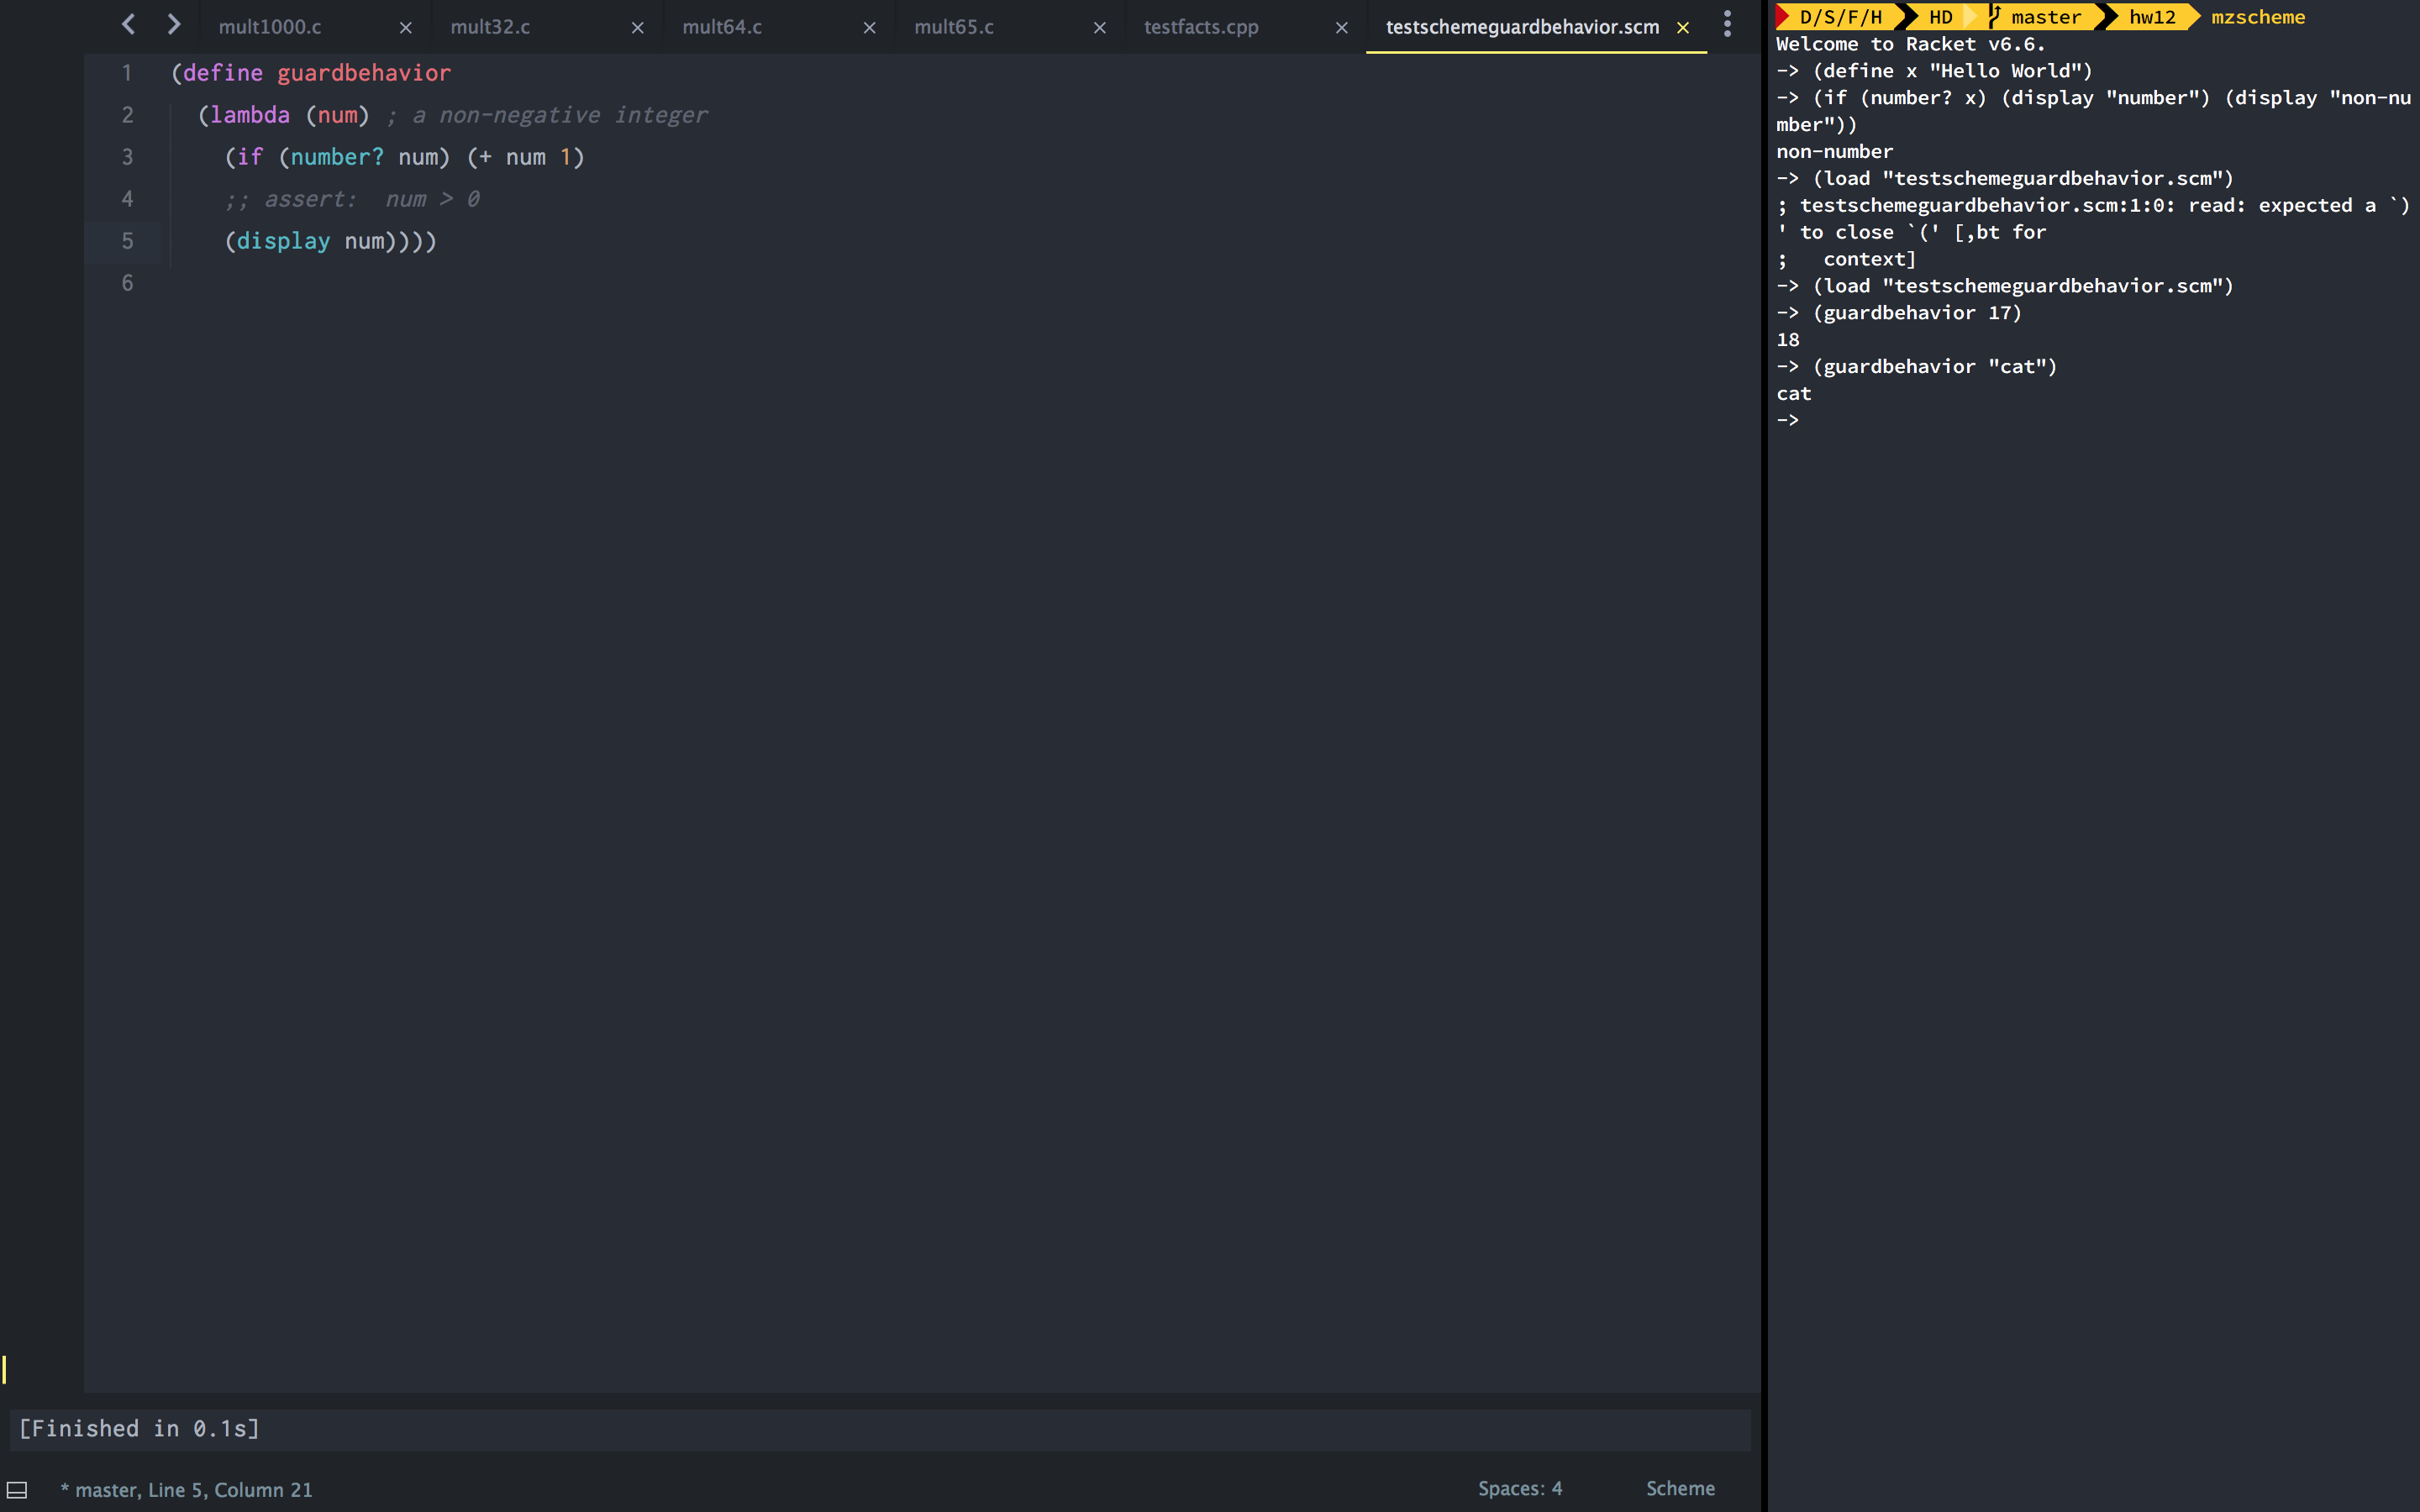 mult1000.c × mult32.c × mult64.c × mult65.c × testfacts.cpp × testschemeguardbehavior.scm ×
1 (define guardbehavior
2 (lambda (num) ; a non-negative integer
3 (if (number? num) (+ num 1)
4 ;; assert:  num > 0
5 (display num))))
6
[Finished in 0.1s]
* master, Line 5, Column 21
Spaces: 4
Scheme
D/S/F/H HD master hw12 mzscheme
Welcome to Racket v6.6.
-> (define x "Hello World")
-> (if (number? x) (display "number") (display "non-nu
mber"))
non-number
-> (load "testschemeguardbehavior.scm")
; testschemeguardbehavior.scm:1:0: read: expected a `)
' to close `(' [,bt for
;   context]
-> (load "testschemeguardbehavior.scm")
-> (guardbehavior 17)
18
-> (guardbehavior "cat")
cat
->